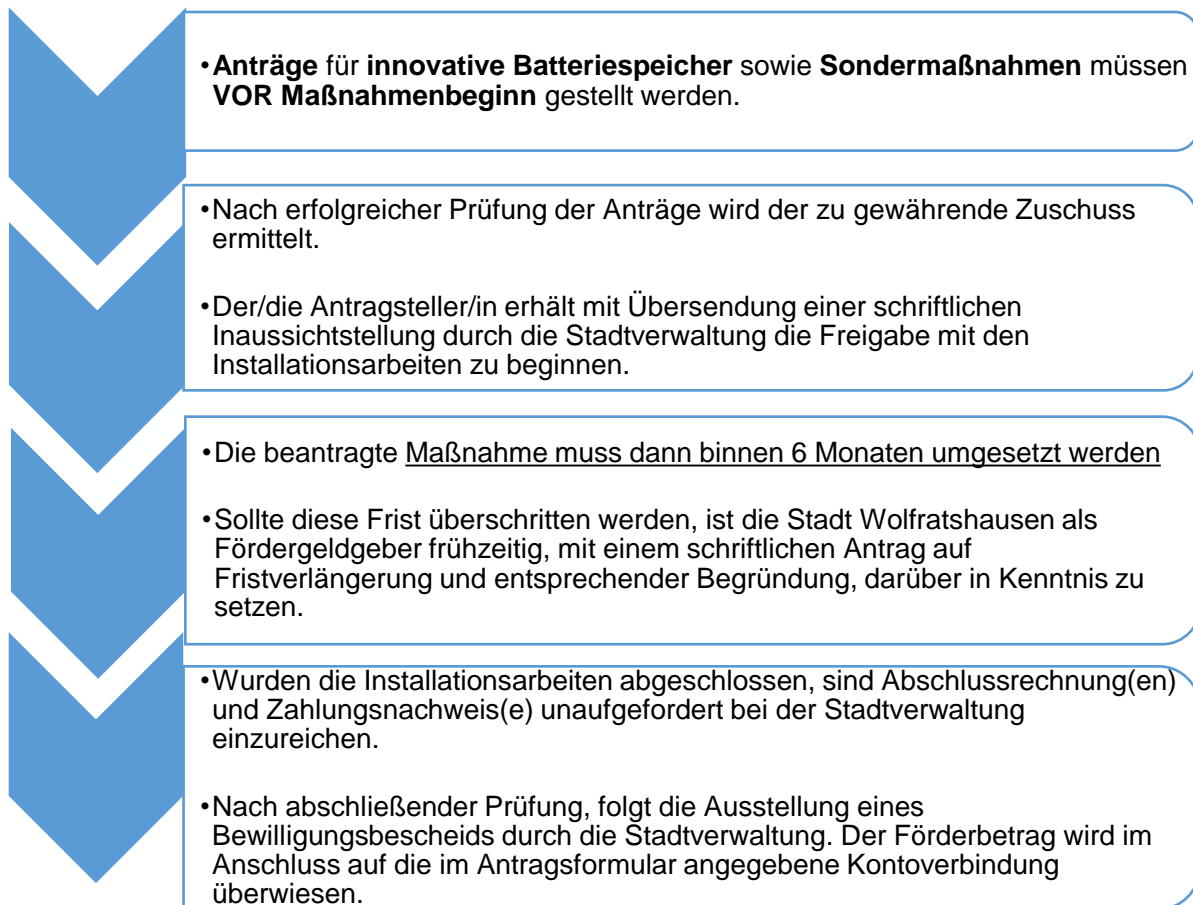 •Anträge für innovative Batteriespeicher sowie Sondermaßnahmen müssen
VOR Maßnahmenbeginn gestellt werden.
•Nach erfolgreicher Prüfung der Anträge wird der zu gewährende Zuschuss
ermittelt.
•Der/die Antragsteller/in erhält mit Übersendung einer schriftlichen
Inaussichtstellung durch die Stadtverwaltung die Freigabe mit den
Installationsarbeiten zu beginnen.
•Die beantragte Maßnahme muss dann binnen 6 Monaten umgesetzt werden
•Sollte diese Frist überschritten werden, ist die Stadt Wolfratshausen als
Fördergeldgeber frühzeitig, mit einem schriftlichen Antrag auf
Fristverlängerung und entsprechender Begründung, darüber in Kenntnis zu
setzen.
•Wurden die Installationsarbeiten abgeschlossen, sind Abschlussrechnung(en)
und Zahlungsnachweis(e) unaufgefordert bei der Stadtverwaltung
einzureichen.
•Nach abschließender Prüfung, folgt die Ausstellung eines
Bewilligungsbescheids durch die Stadtverwaltung. Der Förderbetrag wird im
Anschluss auf die im Antragsformular angegebene Kontoverbindung
überwiesen.